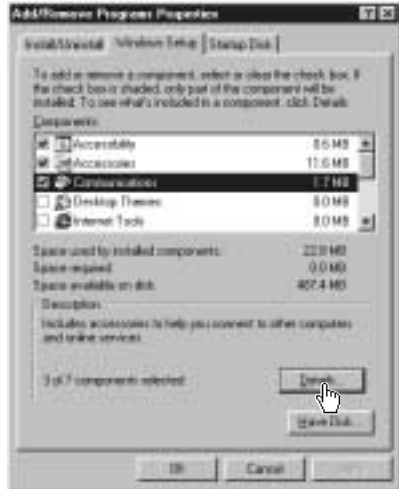 Add/Remove Programs Properties
Install/Uninstall Windows Setup Startup Disk
To add or remove a component, select or clear the check box. If
the check box is shaded, only part of the component will be
installed. To see what's included in a component, click Details.
Components:
Accessibility 0.6 MB
Accessories 11.6 MB
Communications 1.7 MB
Desktop Themes 0.0 MB
Internet Tools 0.0 MB
Space used by installed components: 22.0 MB
Space required: 0.0 MB
Space available on disk: 487.4 MB
Description
Includes accessories to help you connect to other computers
and online services.
3 of 7 components selected
Details...
Have Disk...
OK Cancel